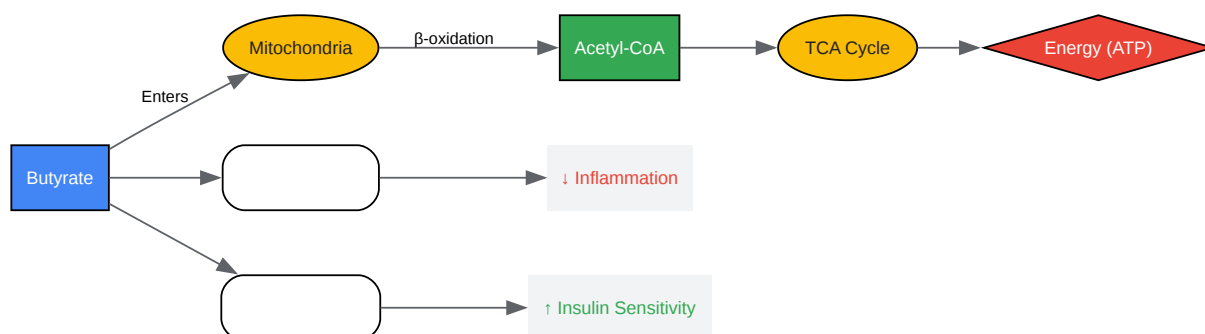 Mitochondria
β-oxidation
Acetyl-CoA
TCA Cycle
Energy (ATP)
Enters
Butyrate
↓ Inflammation
↑ Insulin Sensitivity